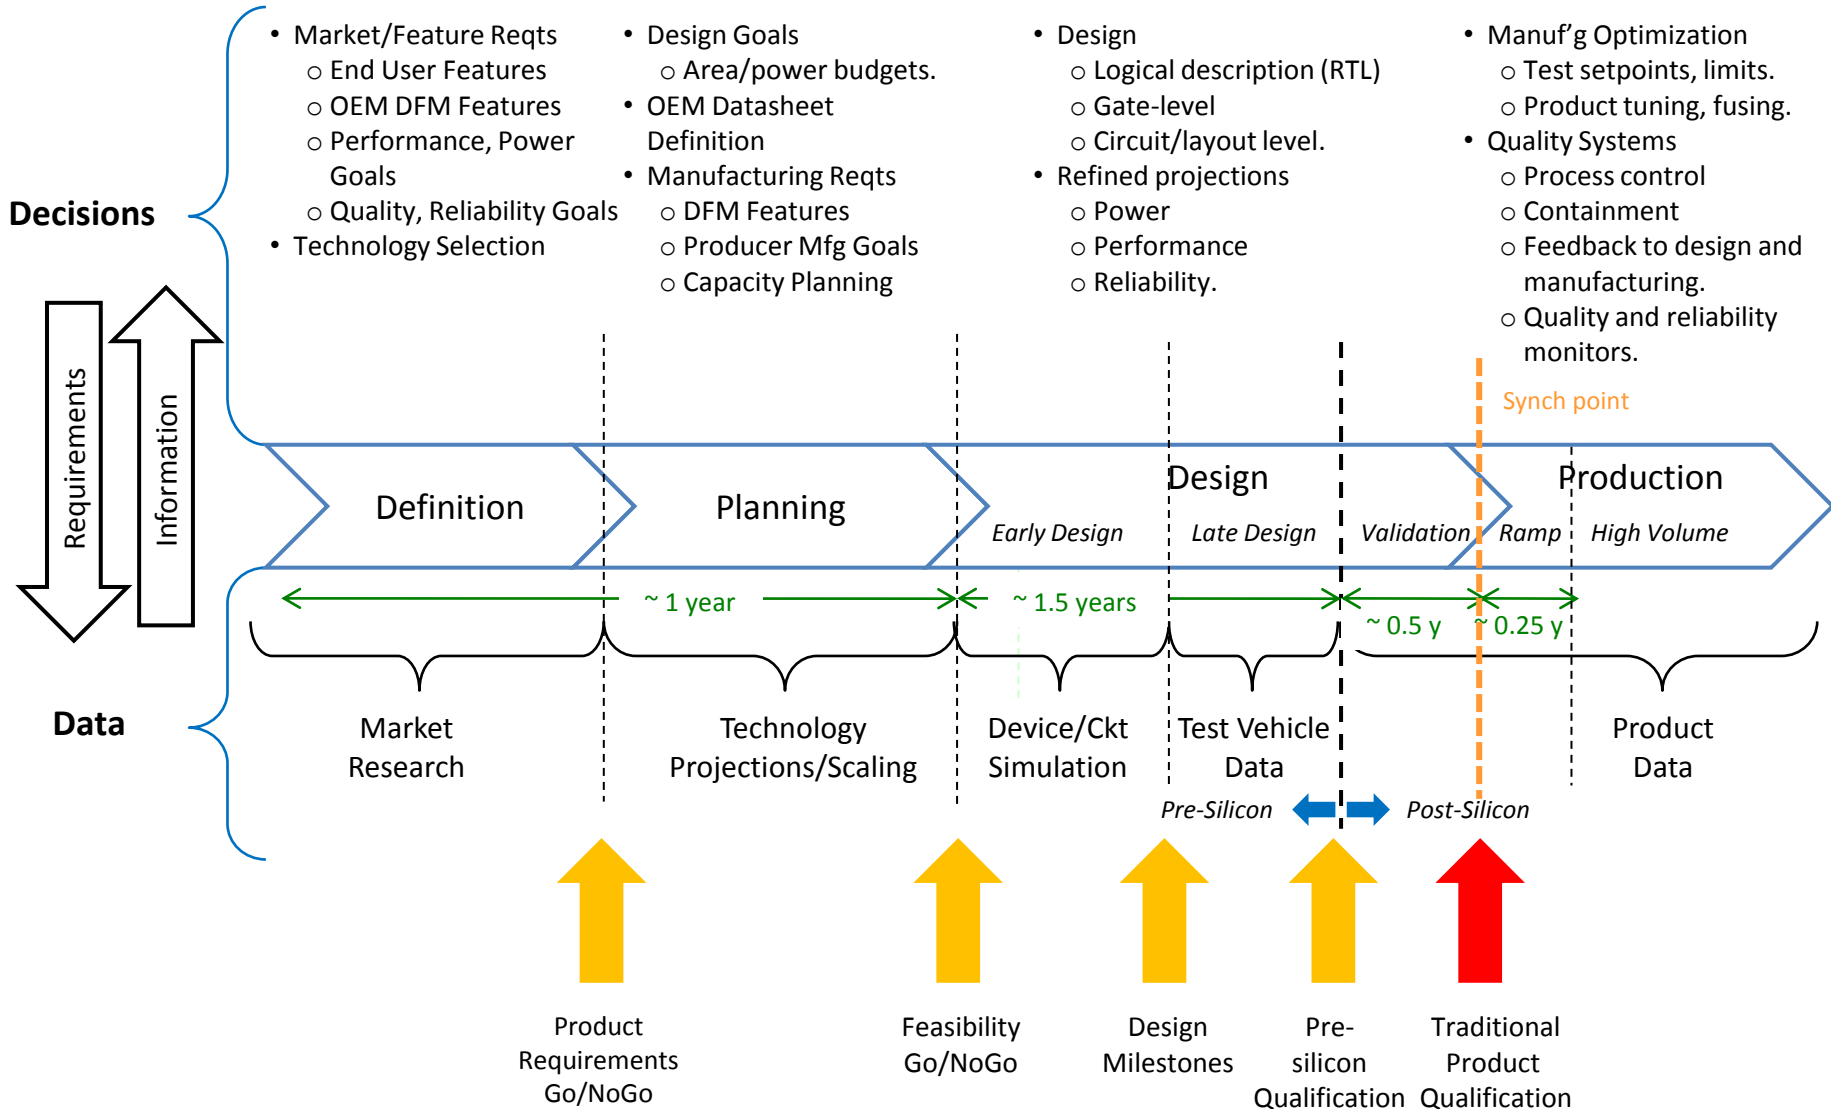 • Market/Feature Reqts
o End User Features
o OEM DFM Features
o Performance, Power
Goals
o Quality, Reliability Goals
• Technology Selection
• Design Goals
o Area/power budgets.
• OEM Datasheet
Definition
• Manufacturing Reqts
o DFM Features
o Producer Mfg Goals
o Capacity Planning
• Design
o Logical description (RTL)
o Gate-level
o Circuit/layout level.
• Refined projections
o Power
o Performance
o Reliability.
• Manuf’g Optimization
o Test setpoints, limits.
o Product tuning, fusing.
• Quality Systems
o Process control
o Containment
o Feedback to design and
manufacturing.
o Quality and reliability
monitors.
Decisions
Requirements
Information
Synch point
Definition
Planning
Design
Production
Early Design
Late Design
Validation
Ramp
High Volume
~ 1 year
~ 1.5 years
~ 0.5 y
~ 0.25 y
Data
Market
Research
Technology
Projections/Scaling
Device/Ckt
Simulation
Test Vehicle
Data
Product
Data
Pre-Silicon
Post-Silicon
Product
Requirements
Go/NoGo
Feasibility
Go/NoGo
Design
Milestones
Pre-
silicon
Qualification
Traditional
Product
Qualification